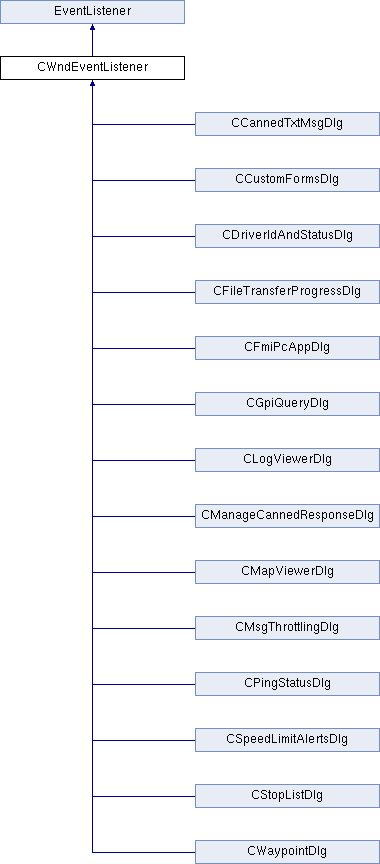 EventListener
CWndEventListener
CCannedTxtMsgDlg
CCustomFormsDlg
CDriverIdAndStatusDlg
CFileTransferProgressDlg
CFmiPcAppDlg
CGpiQueryDlg
CLogViewerDlg
CManageCannedResponseDlg
CMapViewerDlg
CMsgThrottlingDlg
CPingStatusDlg
CSpeedLimitAlertsDlg
CStopListDlg
CWaypointDlg